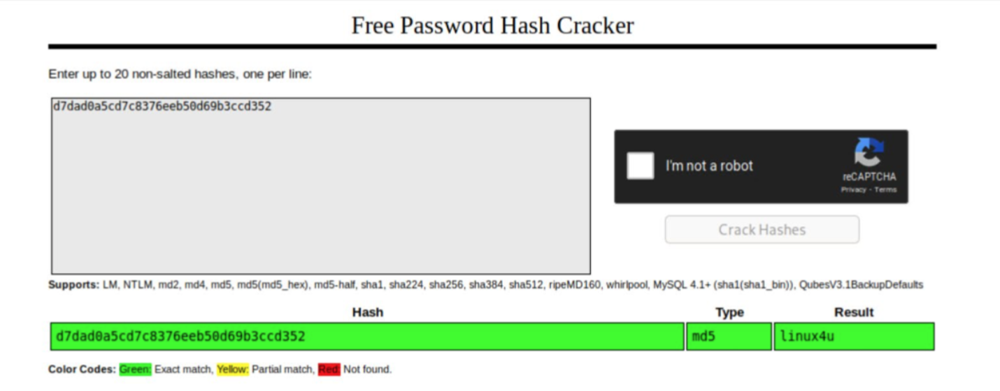 Free Password Hash Cracker
Enter up to 20 non-salted hashes, one per line:
d7dad0a5cd7c8376eeb50d69b3ccd352
I'm not a robot
reCAPTCHA
Privacy - Terms
Crack Hashes
Supports: LM, NTLM, md2, md4, md5, md5(md5_hex), md5-half, sha1, sha224, sha256, sha384, sha512, ripeMD160, whirlpool, MySQL 4.1+ (sha1(sha1_bin)), QubesV3.1BackupDefaults
Hash Type Result
d7dad0a5cd7c8376eeb50d69b3ccd352 md5 linux4u
Color Codes: Green: Exact match, Yellow: Partial match, Red: Not found.